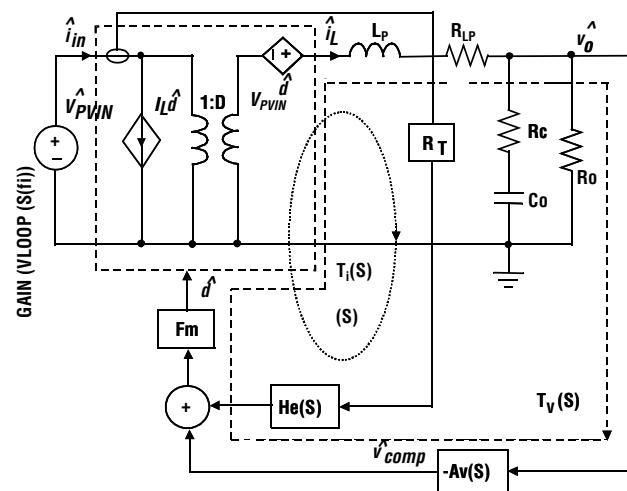 î_in
î_L
L_P
R_LP
v̂_o
V̂_PVIN
I_L d̂
1:D
V_PVIN d̂
R_T
Rc
Ro
Co
GAIN (VLOOP (S(fi))
T_i(S)
(S)
d̂
Fm
+
He(S)
T_V(S)
v̂_comp
-Av(S)